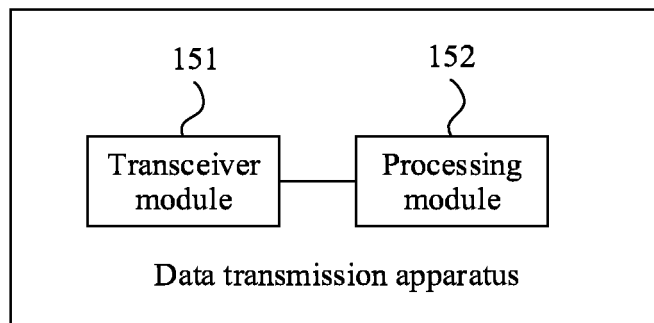 151
152
Transceiver
module
Processing
module
Data transmission apparatus